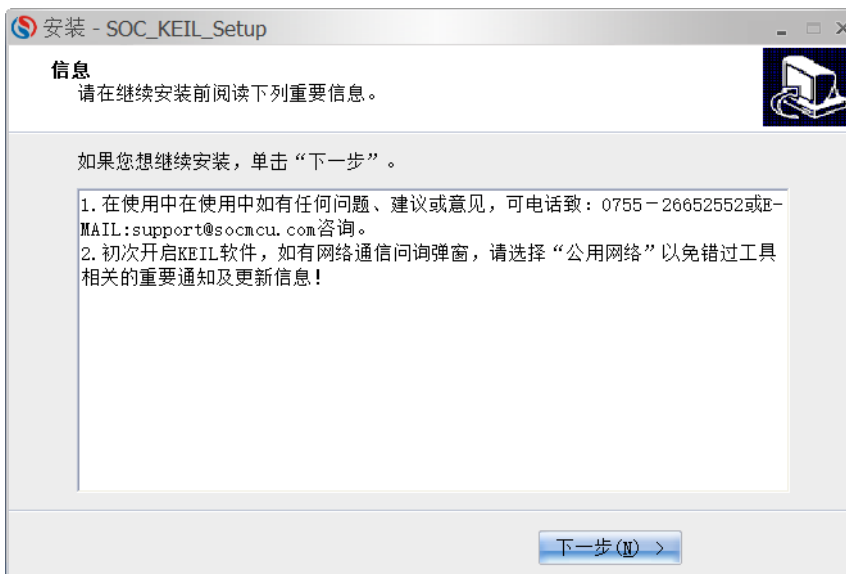 安装 - SOC_KEIL_Setup
信息
请在继续安装前阅读下列重要信息。
如果您想继续安装，单击“下一步”。
1.在使用中在使用中如有任何问题、建议或意见，可电话致：0755－26652552或E-
MAIL:support@socmcu.com咨询。
2.初次开启KEIL软件，如有网络通信问询弹窗，请选择“公用网络”以免错过工具
相关的重要通知及更新信息!
下一步(N) >